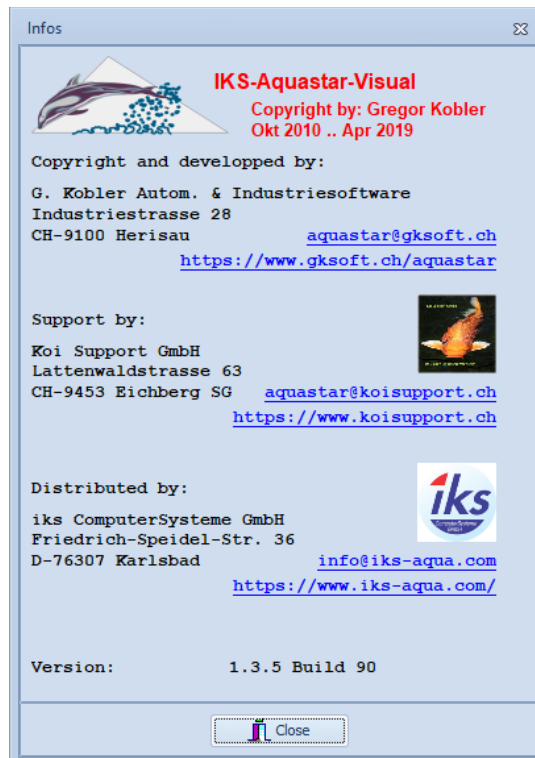 Infos
IKS-Aquastar-Visual
Copyright by: Gregor Kobler
Okt 2010 .. Apr 2019
Copyright and developped by:
G. Kobler Autom. & Industriesoftware
Industriestrasse 28
CH-9100 Herisau aquastar@gksoft.ch
https://www.gksoft.ch/aquastar
Support by:
Koi Support GmbH
Lattenwaldstrasse 63
CH-9453 Eichberg SG aquastar@koisupport.ch
https://www.koisupport.ch
Distributed by:
iks
ComputerSysteme
GmbH
iks ComputerSysteme GmbH
Friedrich-Speidel-Str. 36
D-76307 Karlsbad info@iks-aqua.com
https://www.iks-aqua.com/
Version: 1.3.5 Build 90
Close